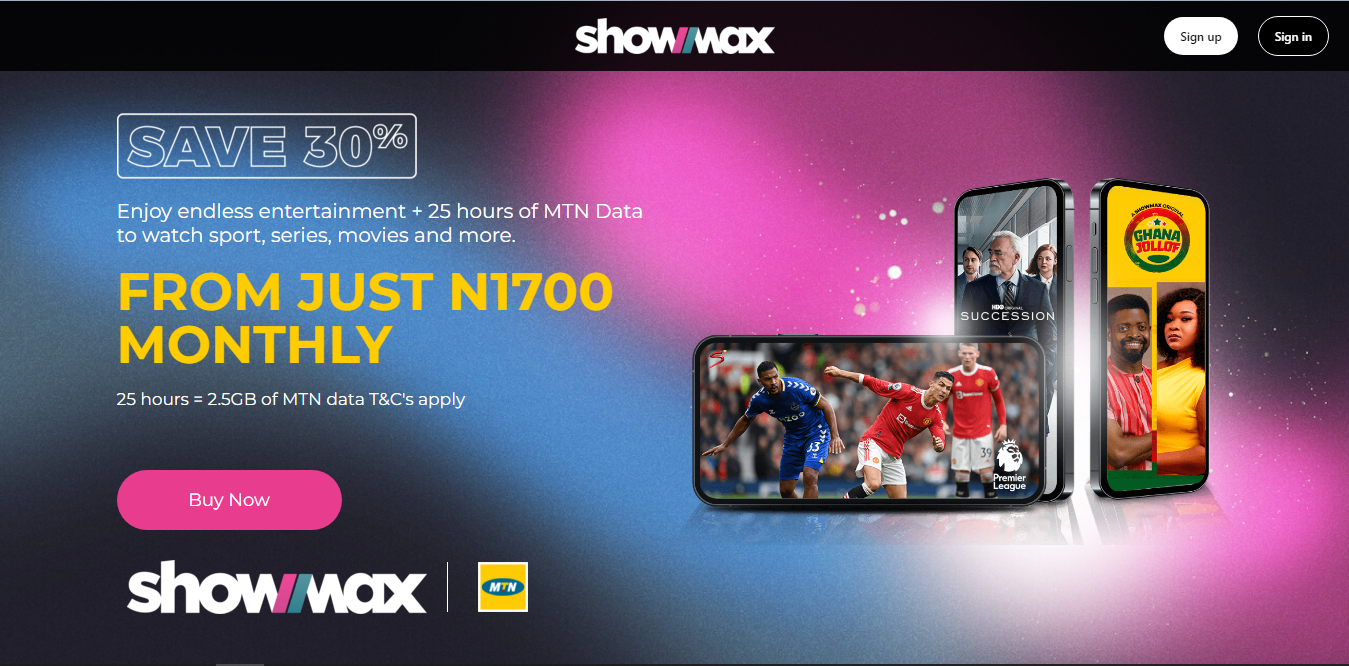 showmax
Sign up
Sign in
SAVE 30%
Enjoy endless entertainment + 25 hours of MTN Data
to watch sport, series, movies and more.
FROM JUST N1700
MONTHLY
25 hours = 2.5GB of MTN data T&C's apply
Buy Now
showmax
MTN
HBO ORIGINAL
SUCCESSION
A SHOWMAX ORIGINAL
GHANA
JOLLOF
33
39
Premier
League